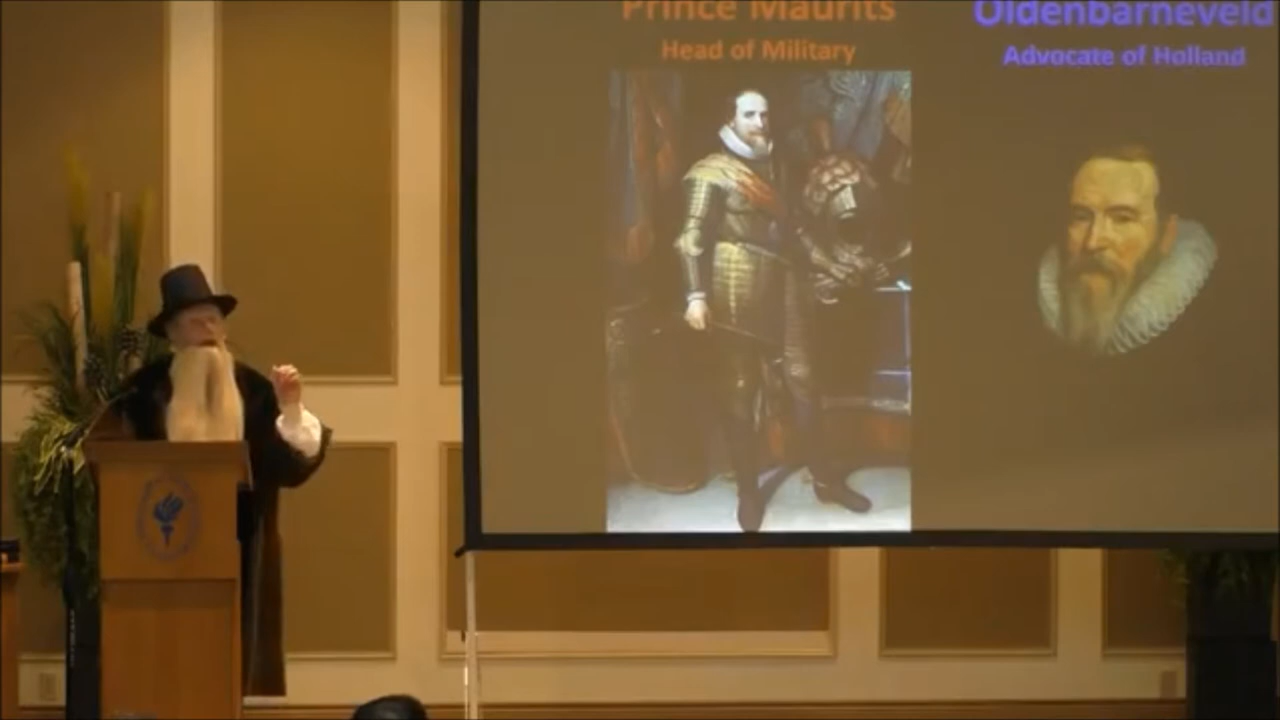 Prince Maurits
Head of Military
Oldenbarneveld
Advocate of Holland